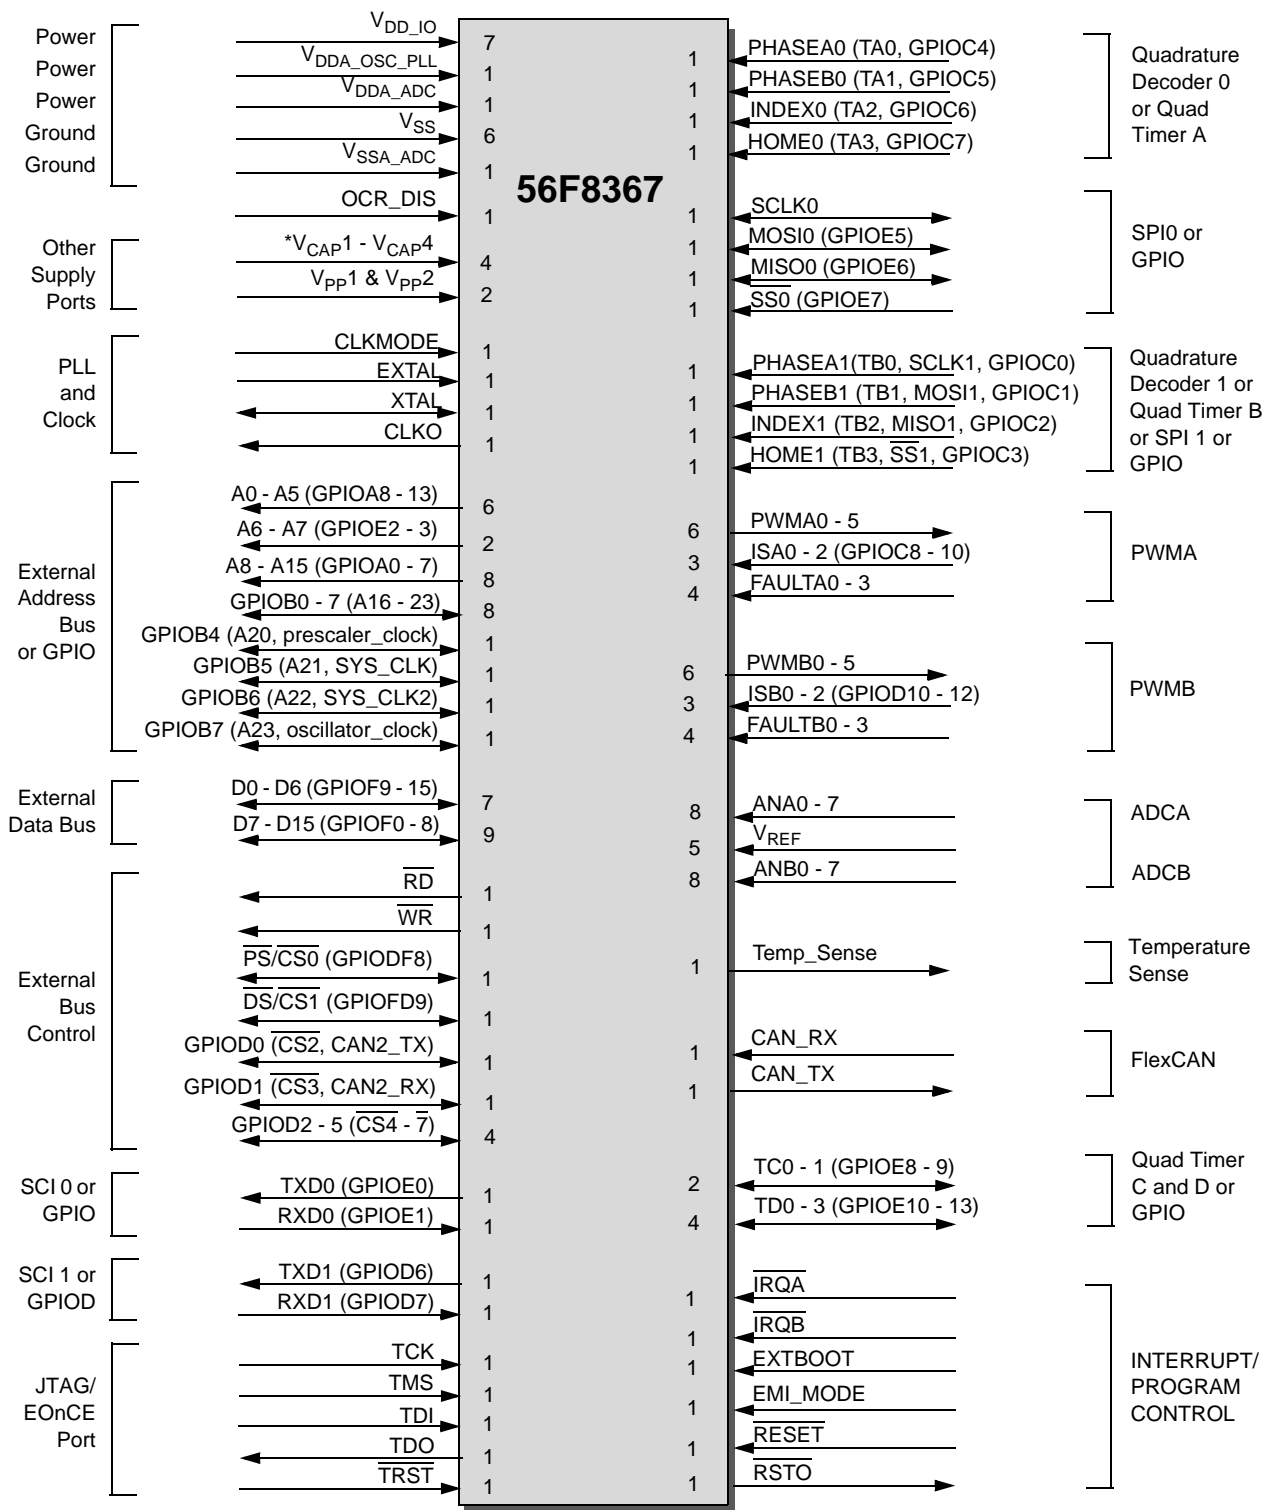 56F8367
Power
Power
Power
Ground
Ground
VDD_IO
7
VDDA_OSC_PLL
1
VDDA_ADC
1
VSS
6
VSSA_ADC
1
OCR_DIS
1
Other
Supply
Ports
*VCAP1 - VCAP4
4
VPP1 & VPP2
2
PLL
and
Clock
CLKMODE
1
EXTAL
1
XTAL
1
CLKO
1
External
Address
Bus
or GPIO
A0 - A5 (GPIOA8 - 13)
6
A6 - A7 (GPIOE2 - 3)
2
A8 - A15 (GPIOA0 - 7)
8
GPIOB0 - 7 (A16 - 23)
8
GPIOB4 (A20, prescaler_clock)
1
GPIOB5 (A21, SYS_CLK)
1
GPIOB6 (A22, SYS_CLK2)
1
GPIOB7 (A23, oscillator_clock)
1
External
Data Bus
D0 - D6 (GPIOF9 - 15)
7
D7 - D15 (GPIOF0 - 8)
9
External
Bus
Control
RD
1
WR
1
PS/CS0 (GPIODF8)
1
DS/CS1 (GPIOFD9)
1
GPIOD0 (CS2, CAN2_TX)
1
GPIOD1 (CS3, CAN2_RX)
1
GPIOD2 - 5 (CS4 - 7)
4
SCI 0 or
GPIO
TXD0 (GPIOE0)
1
RXD0 (GPIOE1)
1
SCI 1 or
GPIOD
TXD1 (GPIOD6)
1
RXD1 (GPIOD7)
1
JTAG/
EOnCE
Port
TCK
1
TMS
1
TDI
1
TDO
1
TRST
1
1
PHASEA0 (TA0, GPIOC4)
1
PHASEB0 (TA1, GPIOC5)
1
INDEX0 (TA2, GPIOC6)
1
HOME0 (TA3, GPIOC7)
Quadrature
Decoder 0
or Quad
Timer A
1
SCLK0
1
MOSI0 (GPIOE5)
1
MISO0 (GPIOE6)
1
SS0 (GPIOE7)
SPI0 or
GPIO
1
PHASEA1(TB0, SCLK1, GPIOC0)
1
PHASEB1 (TB1, MOSI1, GPIOC1)
1
INDEX1 (TB2, MISO1, GPIOC2)
1
HOME1 (TB3, SS1, GPIOC3)
Quadrature
Decoder 1 or
Quad Timer B
or SPI 1 or
GPIO
6
PWMA0 - 5
3
ISA0 - 2 (GPIOC8 - 10)
4
FAULTA0 - 3
PWMA
6
PWMB0 - 5
3
ISB0 - 2 (GPIOD10 - 12)
4
FAULTB0 - 3
PWMB
8
ANA0 - 7
5
VREF
8
ANB0 - 7
ADCA
ADCB
1
Temp_Sense
Temperature
Sense
1
CAN_RX
1
CAN_TX
FlexCAN
2
TC0 - 1 (GPIOE8 - 9)
4
TD0 - 3 (GPIOE10 - 13)
Quad Timer
C and D or
GPIO
1
IRQA
1
IRQB
1
EXTBOOT
1
EMI_MODE
1
RESET
1
RSTO
INTERRUPT/
PROGRAM
CONTROL